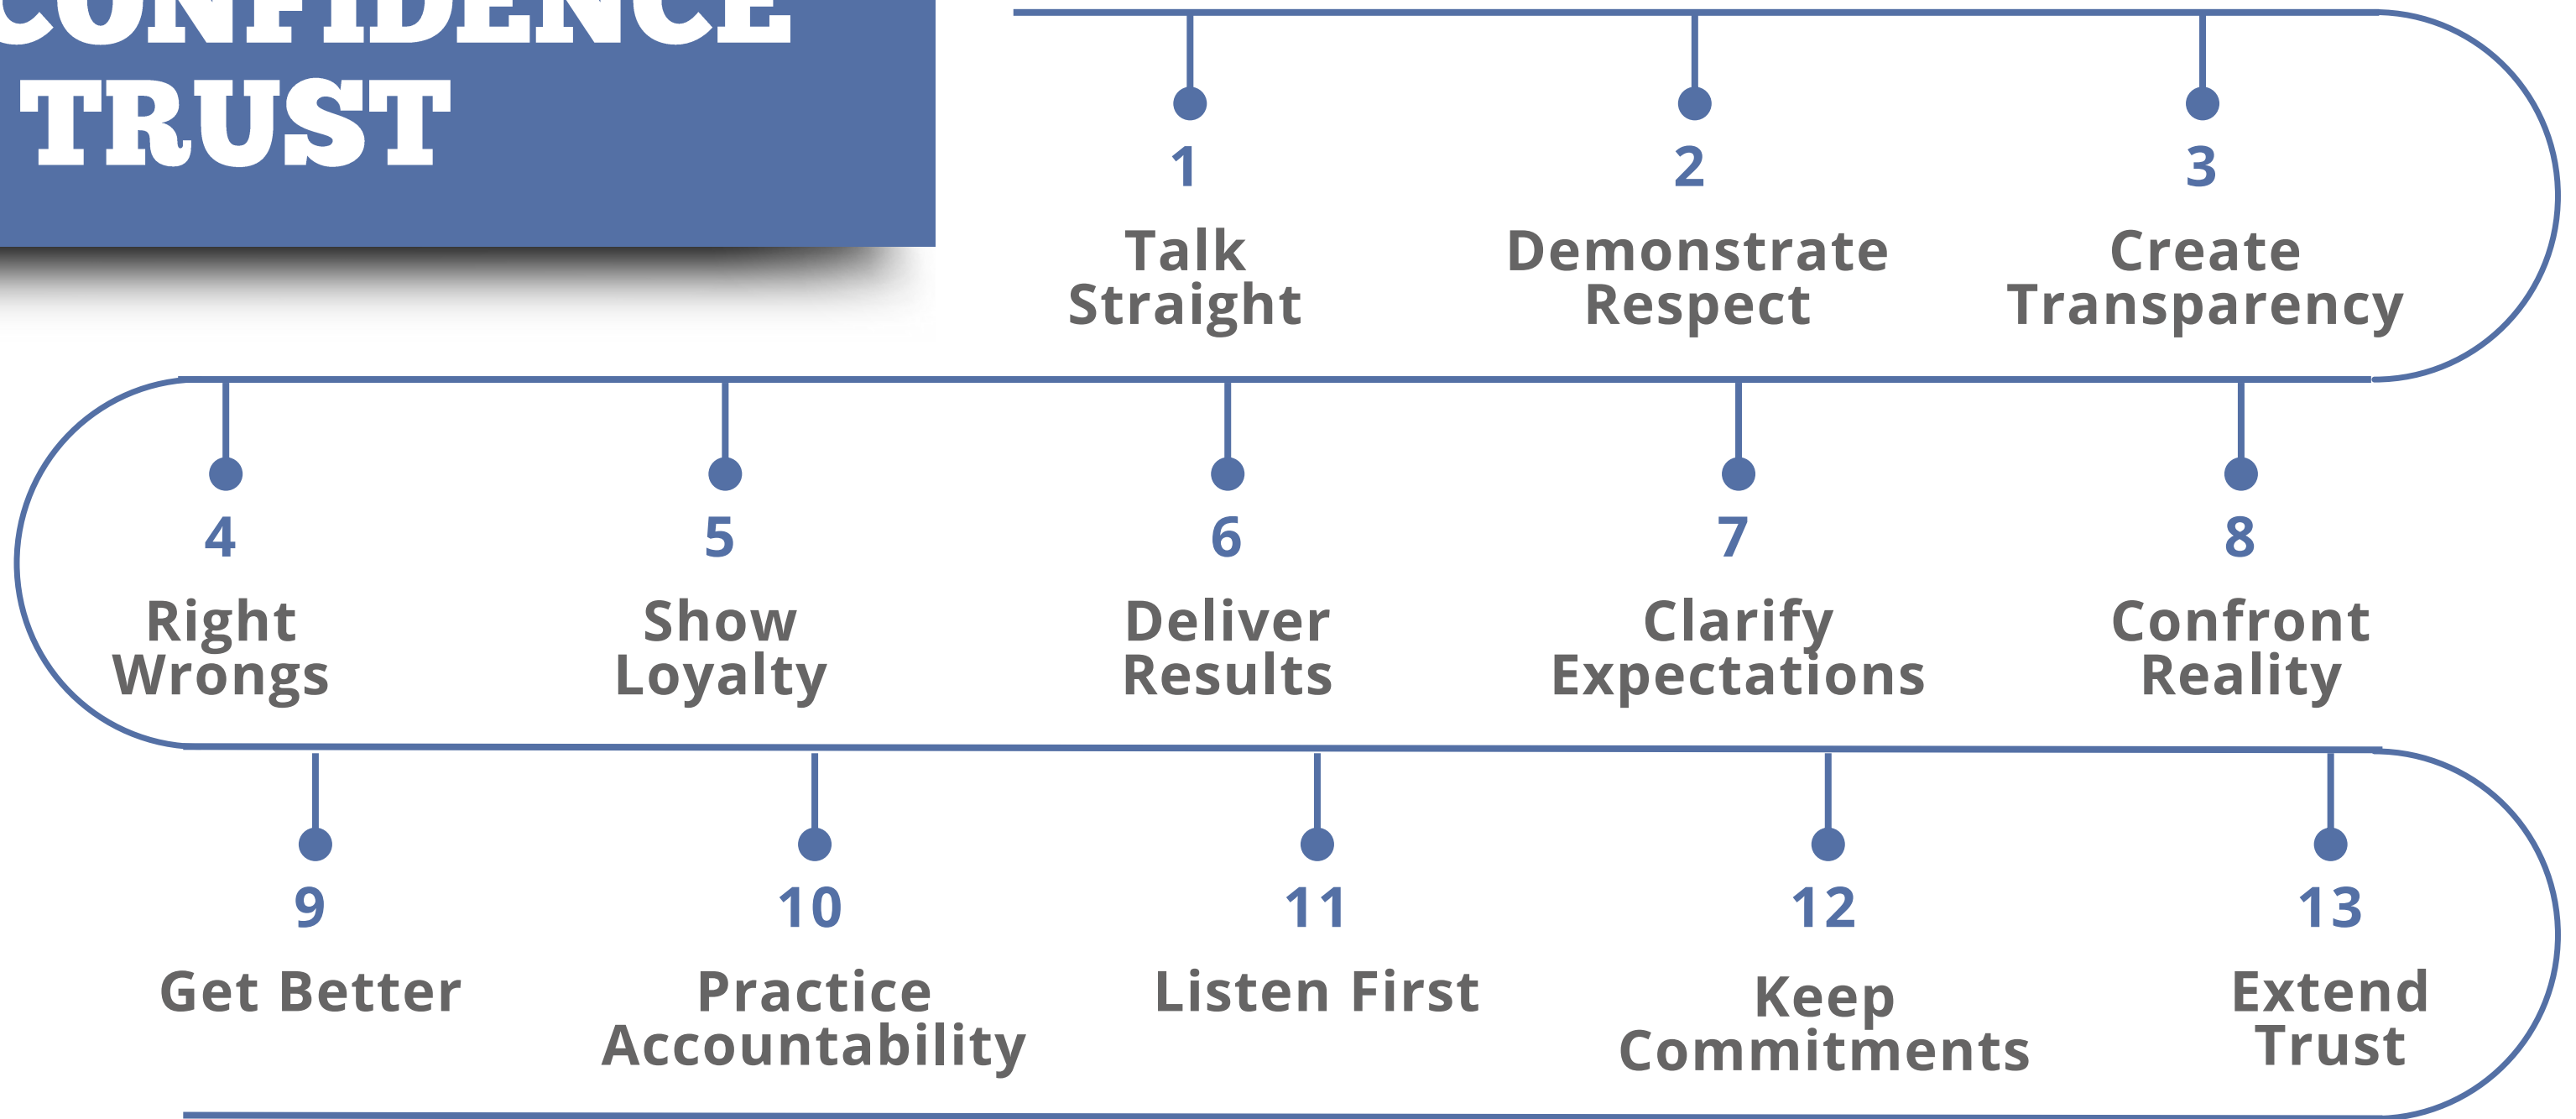 CONFIDENCE
TRUST
1
Talk
Straight
2
Demonstrate
Respect
3
Create
Transparency
4
Right
Wrongs
5
Show
Loyalty
6
Deliver
Results
7
Clarify
Expectations
8
Confront
Reality
9
Get Better
10
Practice
Accountability
11
Listen First
12
Keep
Commitments
13
Extend
Trust